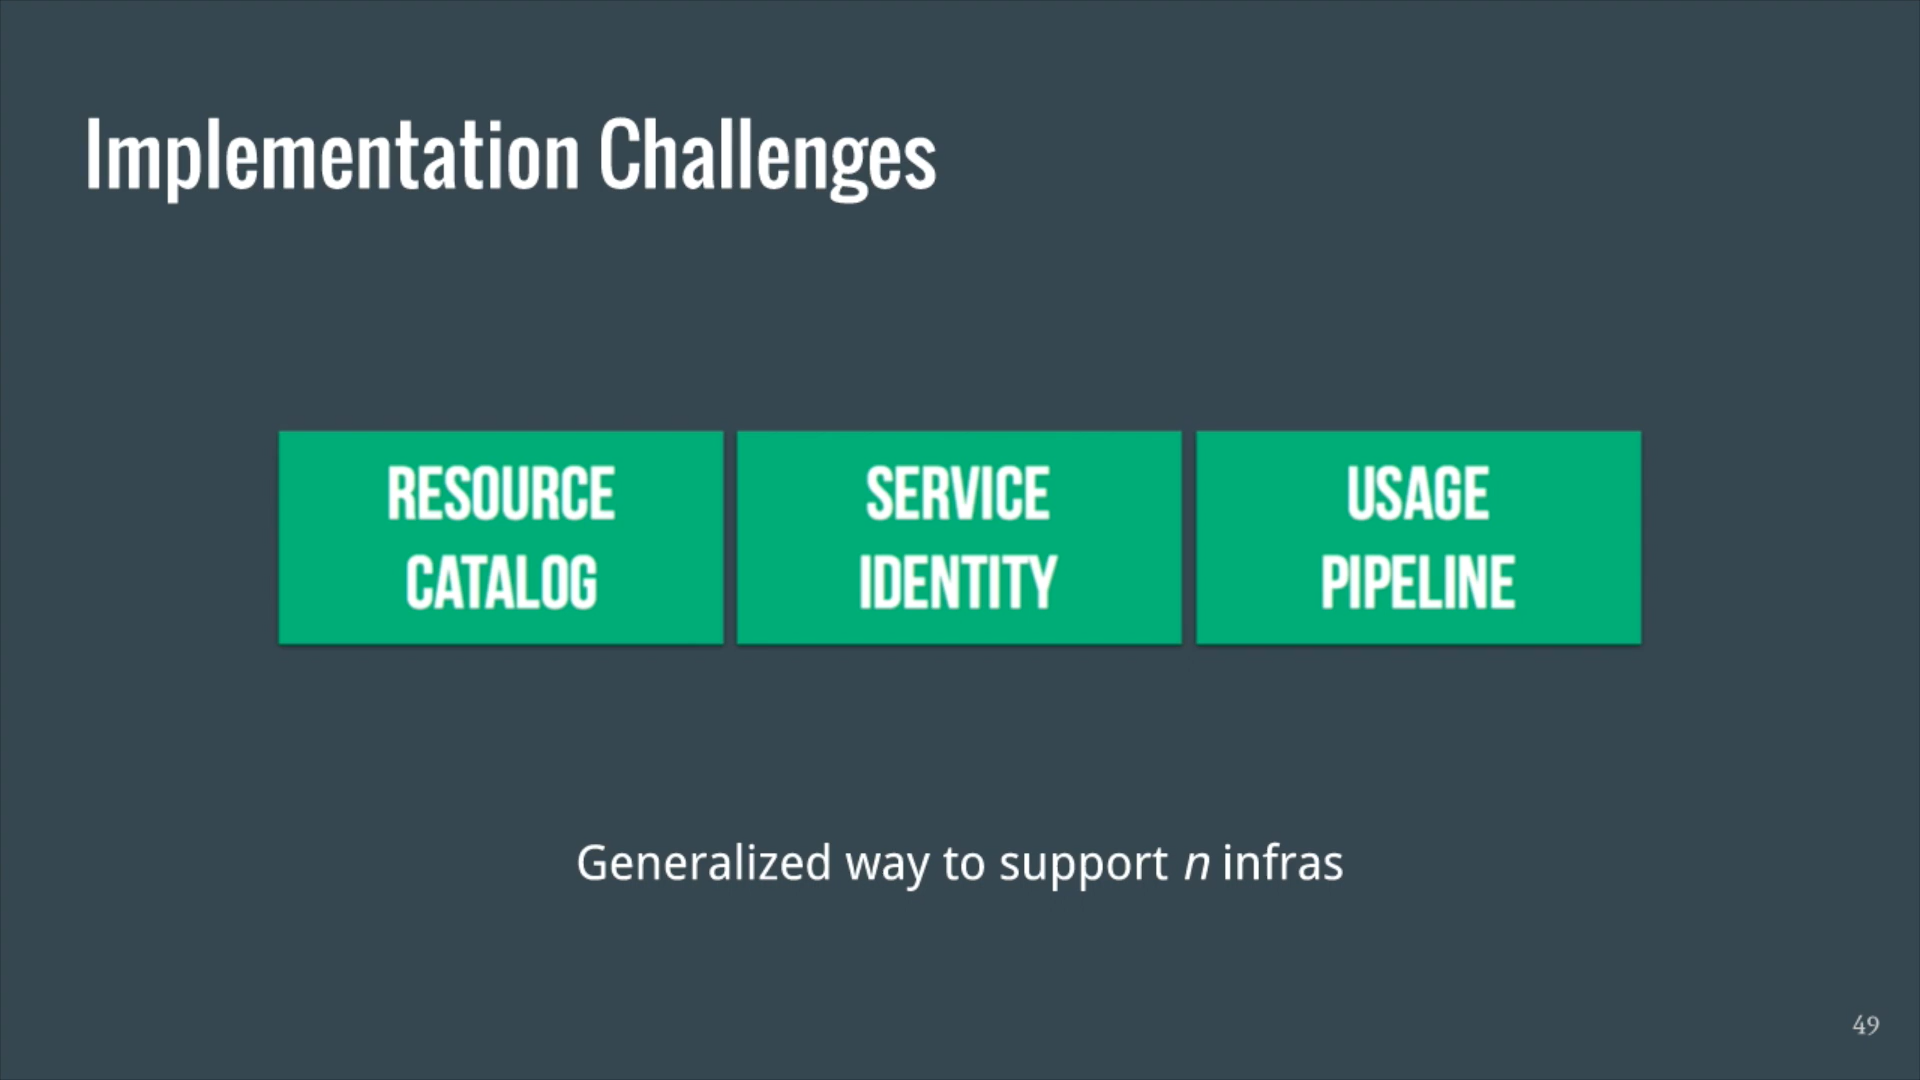 Implementation Challenges
RESOURCE
CATALOG
SERVICE
IDENTITY
USAGE
PIPELINE
Generalized way to support n infras
49